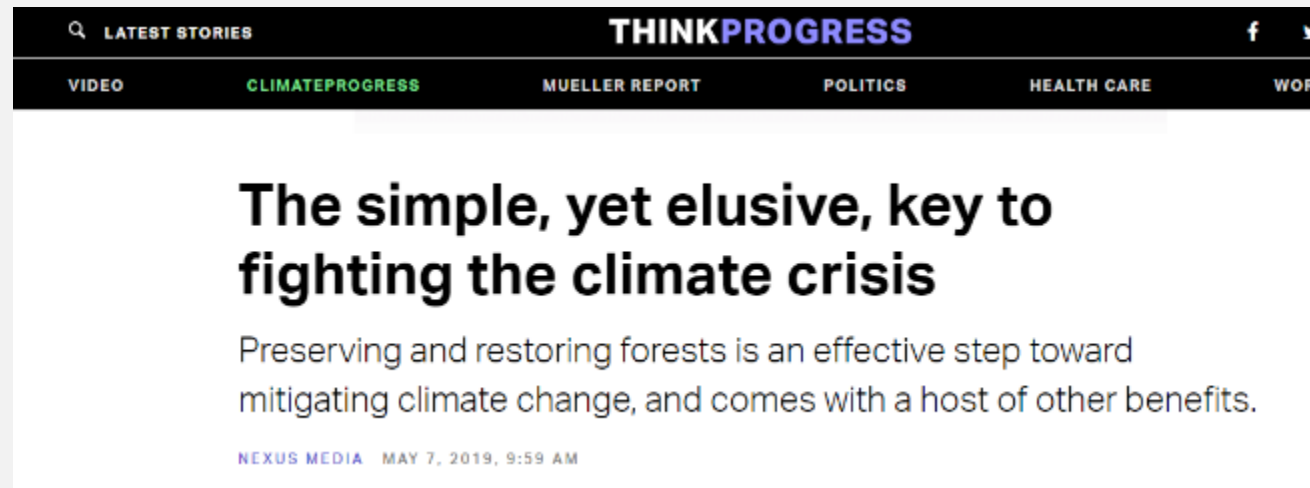 LATEST STORIES THINKPROGRESS f
VIDEO CLIMATEPROGRESS MUELLER REPORT POLITICS HEALTH CARE
The simple, yet elusive, key to
fighting the climate crisis
Preserving and restoring forests is an effective step toward
mitigating climate change, and comes with a host of other benefits.
NEXUS MEDIA MAY 7, 2019, 9:59 AM